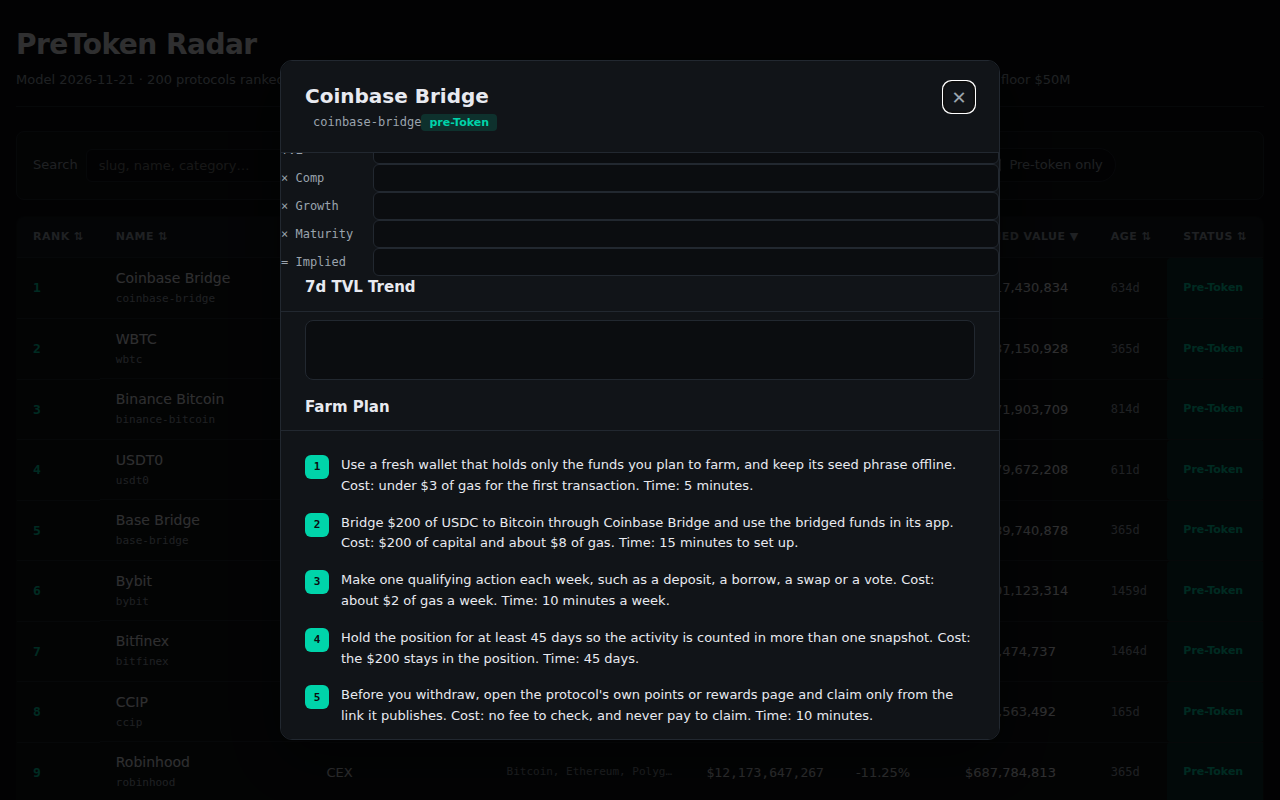 PreToken Radar
Model 2026-11-21 · 200 protocols ranked
floor $50M
Coinbase Bridge
coinbase-bridge pre-Token
×
Search slug, name, category…
Pre-token only
× Comp
× Growth
× Maturity
= Implied
7d TVL Trend
Farm Plan
1 Use a fresh wallet that holds only the funds you plan to farm, and keep its seed phrase offline.
Cost: under $3 of gas for the first transaction. Time: 5 minutes.
2 Bridge $200 of USDC to Bitcoin through Coinbase Bridge and use the bridged funds in its app.
Cost: $200 of capital and about $8 of gas. Time: 15 minutes to set up.
3 Make one qualifying action each week, such as a deposit, a borrow, a swap or a vote. Cost:
about $2 of gas a week. Time: 10 minutes a week.
4 Hold the position for at least 45 days so the activity is counted in more than one snapshot. Cost:
the $200 stays in the position. Time: 45 days.
5 Before you withdraw, open the protocol's own points or rewards page and claim only from the
link it publishes. Cost: no fee to check, and never pay to claim. Time: 10 minutes.
RANK ⇅ NAME ⇅ ED VALUE ▼ AGE ⇅ STATUS ⇅
1 Coinbase Bridge 7,430,834 634d Pre-Token
coinbase-bridge
2 WBTC 37,150,928 365d Pre-Token
wbtc
3 Binance Bitcoin 71,903,709 814d Pre-Token
binance-bitcoin
4 USDT0 79,672,208 611d Pre-Token
usdt0
5 Base Bridge 39,740,878 365d Pre-Token
base-bridge
6 Bybit 1,123,314 1459d Pre-Token
bybit
7 Bitfinex ,474,737 1464d Pre-Token
bitfinex
8 CCIP ,563,492 165d Pre-Token
ccip
9 Robinhood CEX Bitcoin, Ethereum, Polyg… $12,173,647,267 -11.25% $687,784,813 365d Pre-Token
robinhood